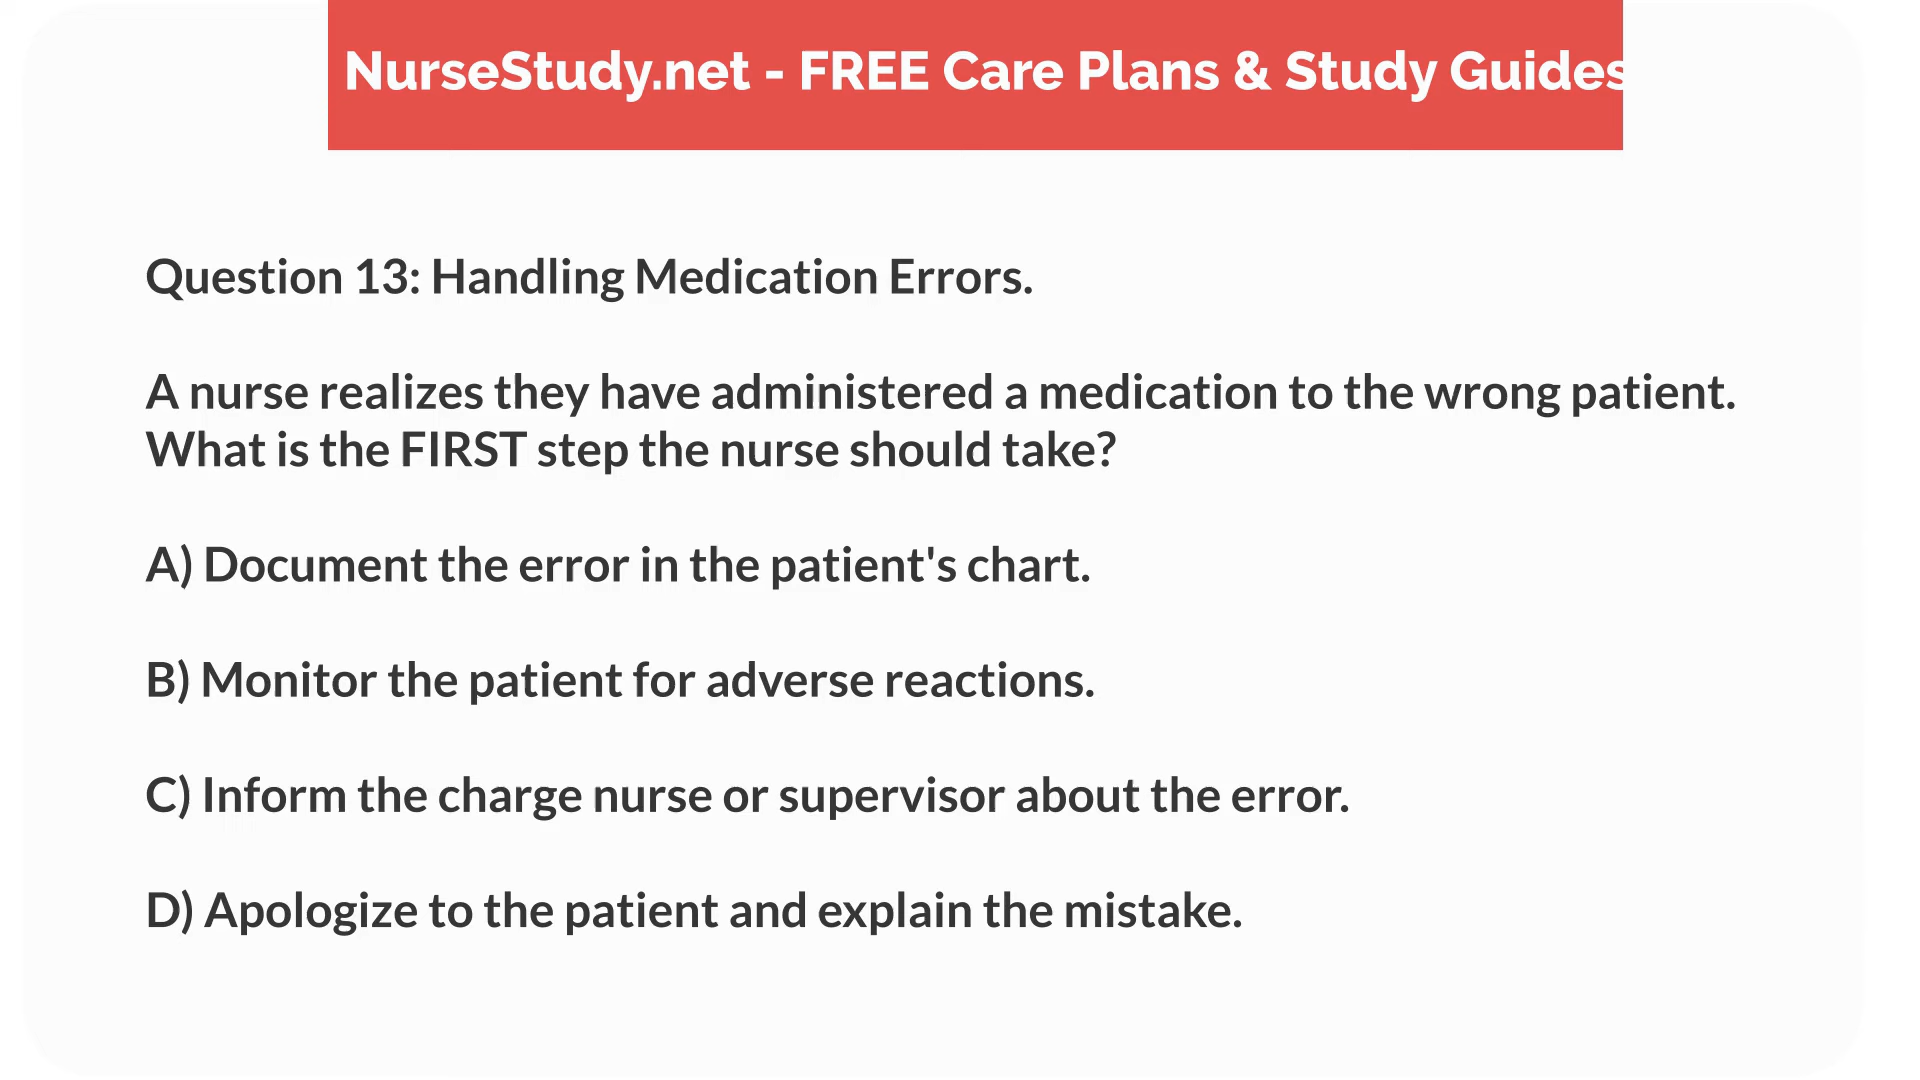 NurseStudy.net - FREE Care Plans & Study Guides
Question 13: Handling Medication Errors.
A nurse realizes they have administered a medication to the wrong patient.
What is the FIRST step the nurse should take?
A) Document the error in the patient's chart.
B) Monitor the patient for adverse reactions.
C) Inform the charge nurse or supervisor about the error.
D) Apologize to the patient and explain the mistake.